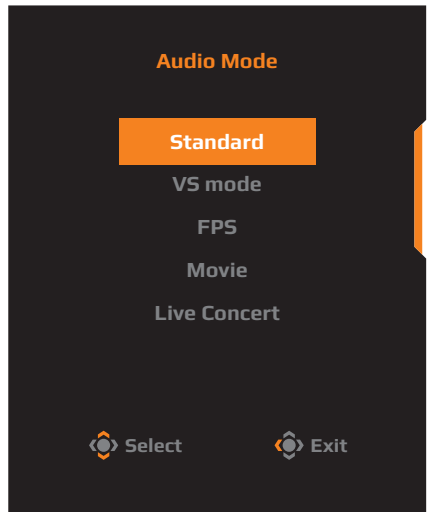 Audio Mode
Standard
VS mode
FPS
Movie
Live Concert
Select Exit